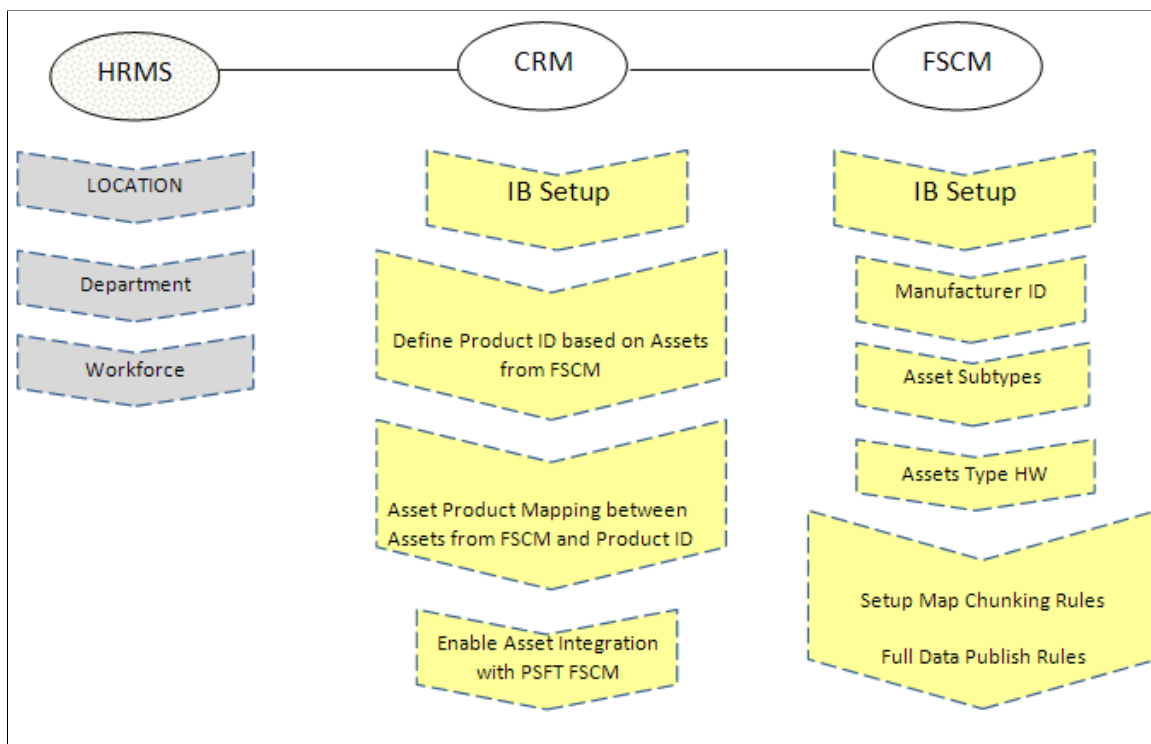 HRMS
CRM
FSCM
LOCATION
Department
Workforce
IB Setup
Define Product ID based on Assets
from FSCM
Asset Product Mapping between
Assets from FSCM and Product ID
Enable Asset Integration
with PSFT FSCM
IB Setup
Manufacturer ID
Asset Subtypes
Assets Type HW
Setup Map Chunking Rules
Full Data Publish Rules